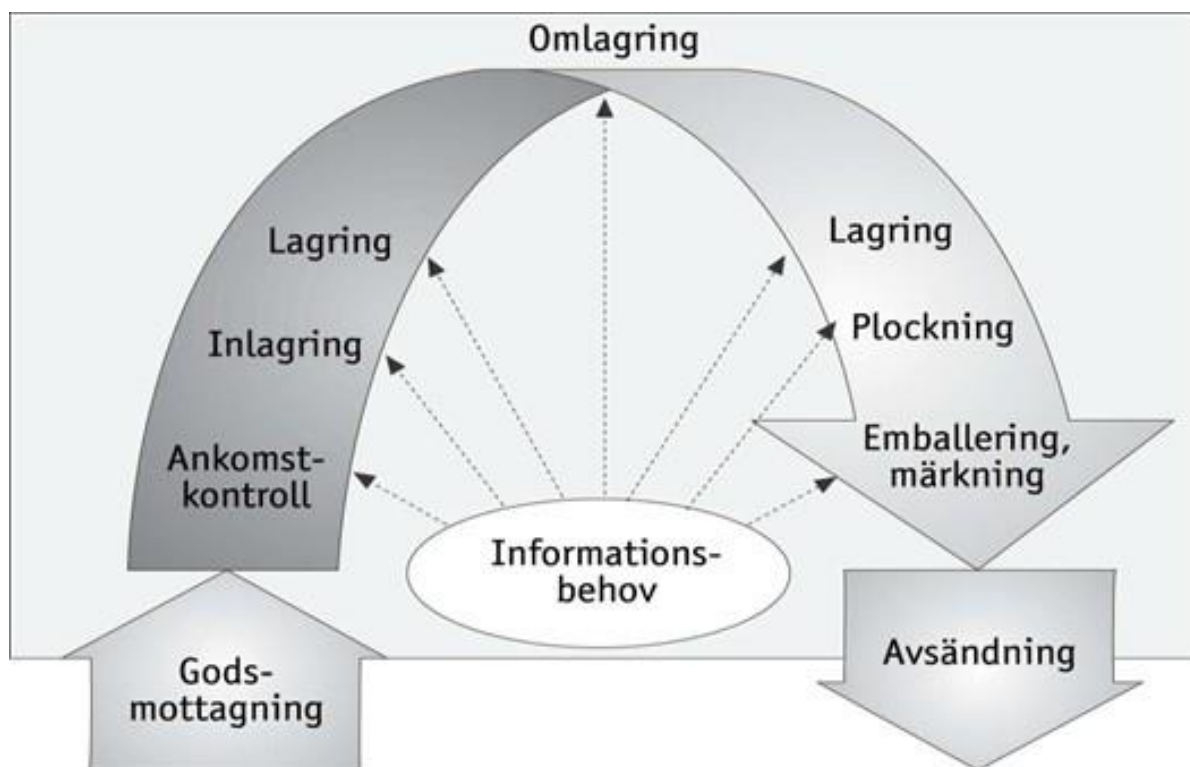 Omlagring
Lagring
Inlagring
Ankomst-
kontroll
Gods-
mottagning
Informations-
behov
Lagring
Plockning
Emballering,
märkning
Avsändning